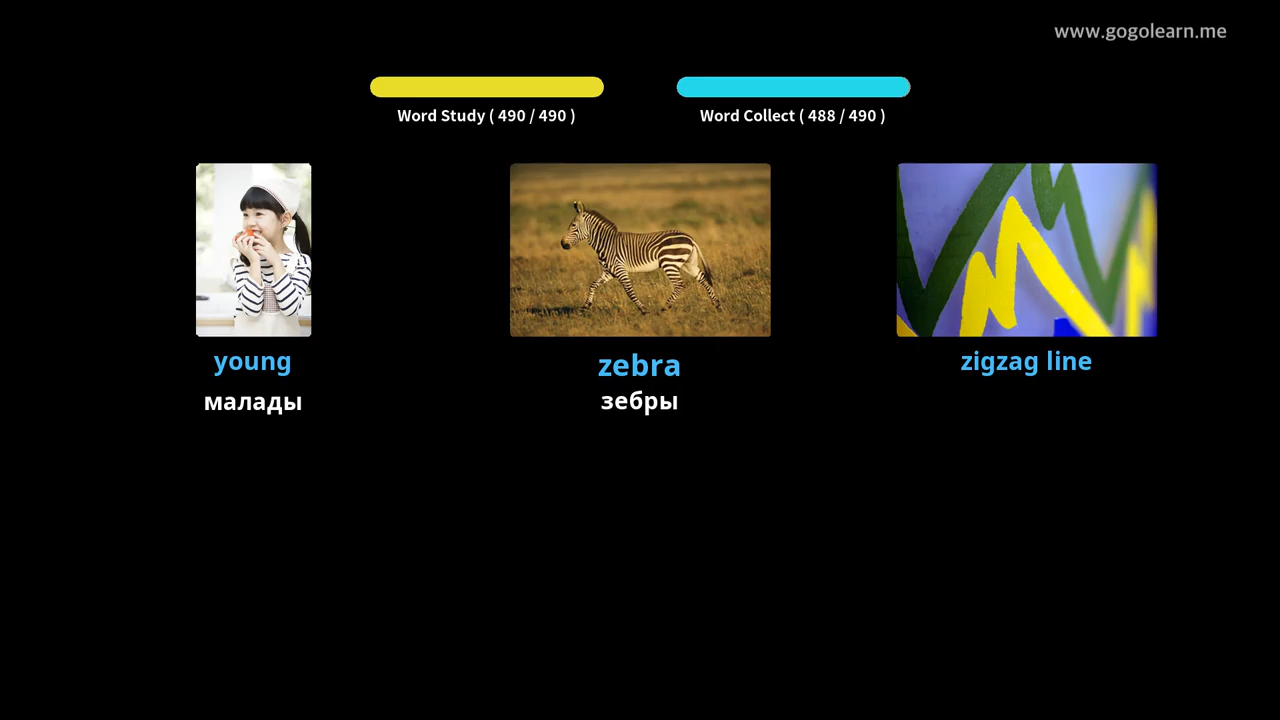 www.gogolearn.me
Word Study ( 490 / 490 )
Word Collect ( 488 / 490 )
young
малады
zebra
зебры
zigzag line